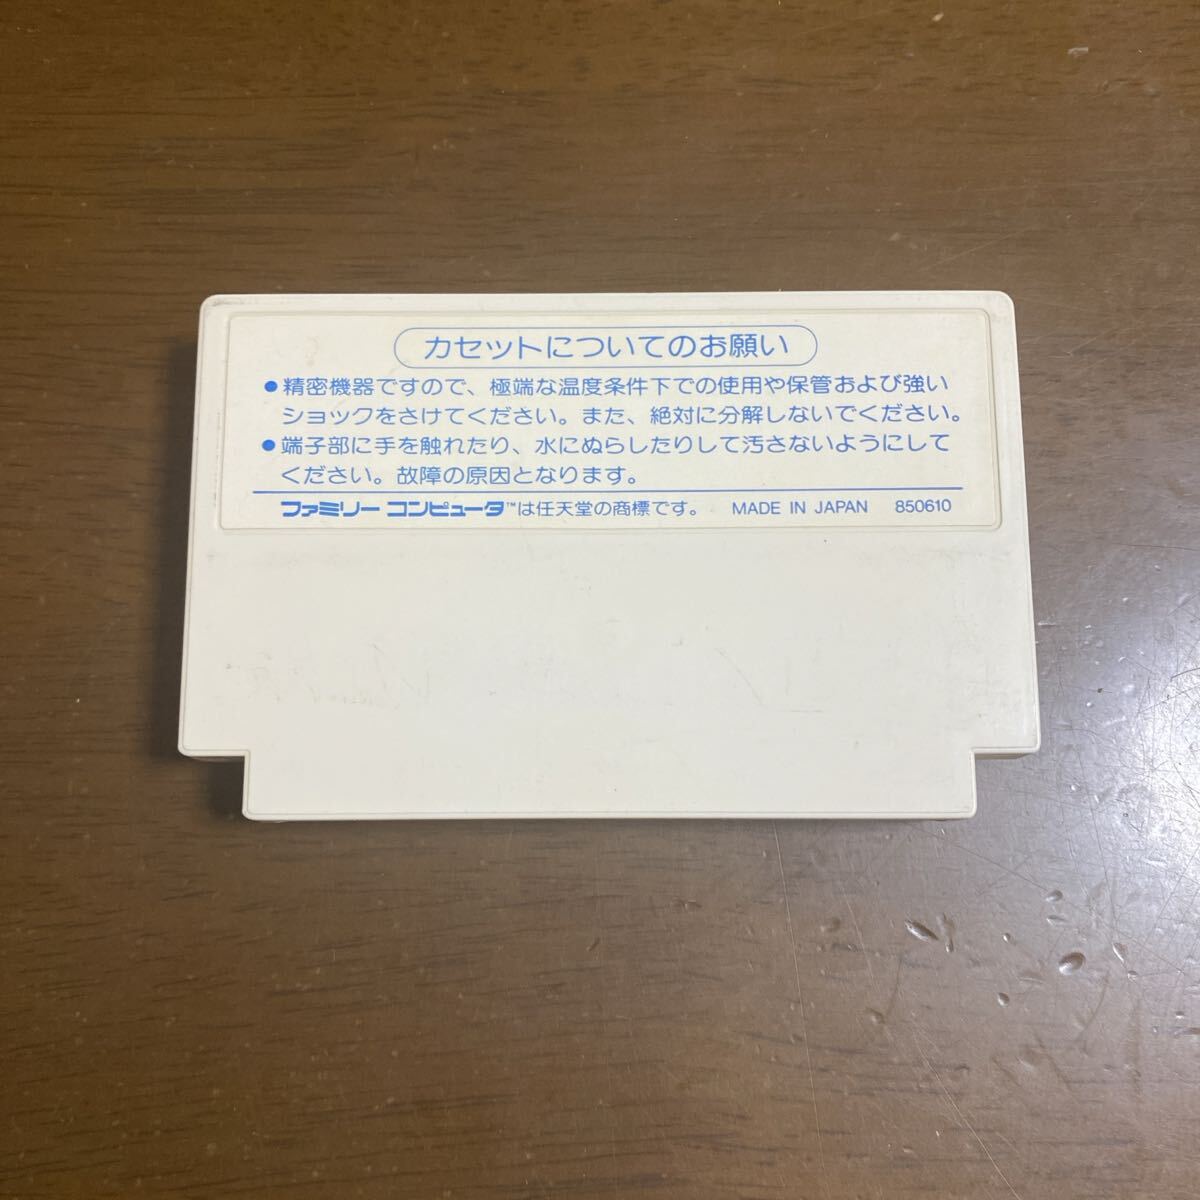 カセットについてのお願い
●精密機器ですので、極端な温度条件下での使用や保管および強い
ショックをさけてください。また、絶対に分解しないでください。
●端子部に手を触れたり、水にぬらしたりして汚さないようにして
ください。故障の原因となります。
ファミリー コンピュータ™は任天堂の商標です。 MADE IN JAPAN 850610